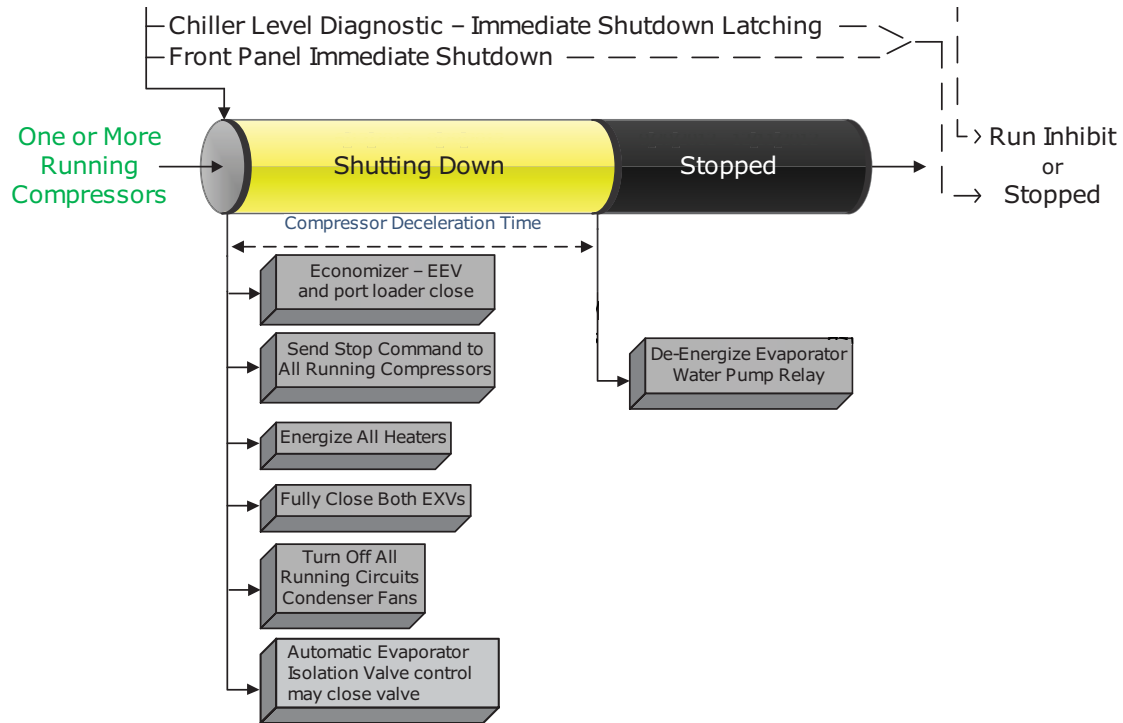 Chiller Level Diagnostic – Immediate Shutdown Latching
Front Panel Immediate Shutdown
One or More
Running
Compressors
Shutting Down
Stopped
Run Inhibit
or
Stopped
Compressor Deceleration Time
Economizer – EEV
and port loader close
Send Stop Command to
All Running Compressors
De-Energize Evaporator
Water Pump Relay
Energize All Heaters
Fully Close Both EXVs
Turn Off All
Running Circuits
Condenser Fans
Automatic Evaporator
Isolation Valve control
may close valve